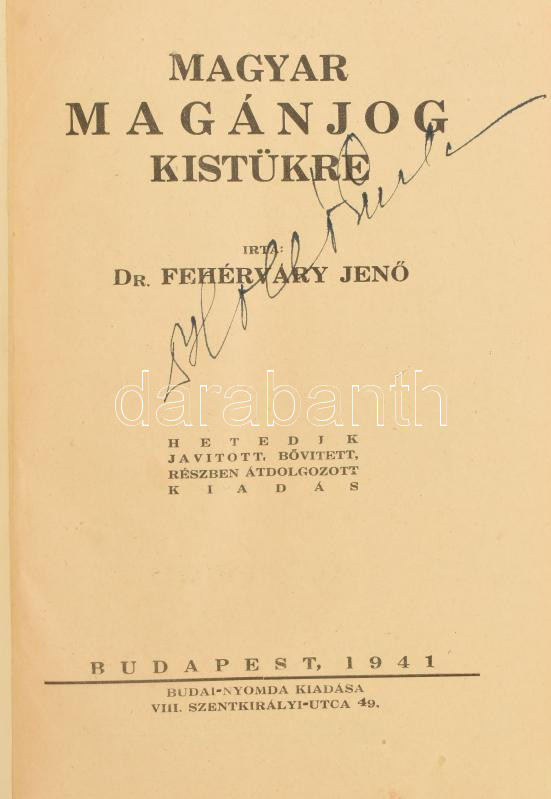 MAGYAR
MAGÁNJOG
KISTÜKRE
IRTA:
DR. FEHÉRVÁRY JENŐ
darabanth
HETEDIK
JAVITOTT, BŐVITETT,
RÉSZBEN ÁTDOLGOZOTT
KIADÁS
BUDAPEST, 1941
BUDAI-NYOMDA KIADÁSA
VIII. SZENTKIRÁLYI-UTCA 49.